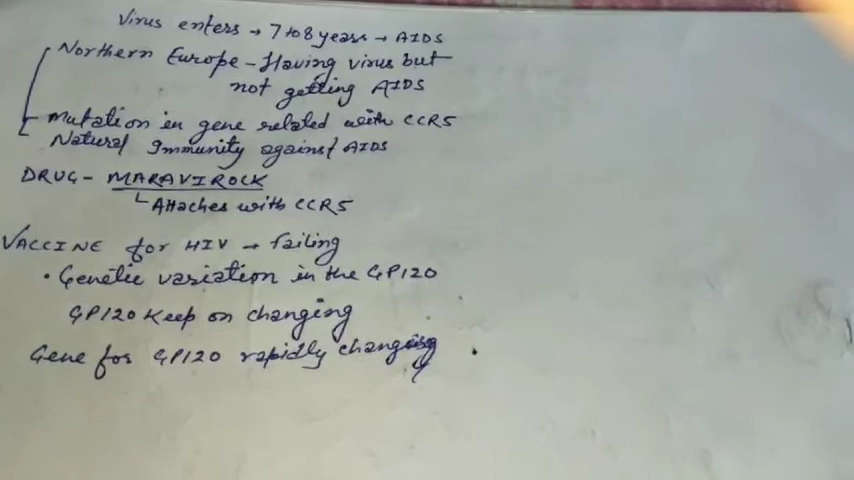 Virus enters → 7 to 8 years → AIDS
Northern Europe - Having virus but
not getting AIDS
Mutation in gene related with CCR5
Natural Immunity against AIDS
DRUG - MARAVIROCK
Attaches with CCR5
VACCINE for HIV → failing
• Genetic variation in the GP120
GP120 Keep on changing
Gene for GP120 rapidly changing